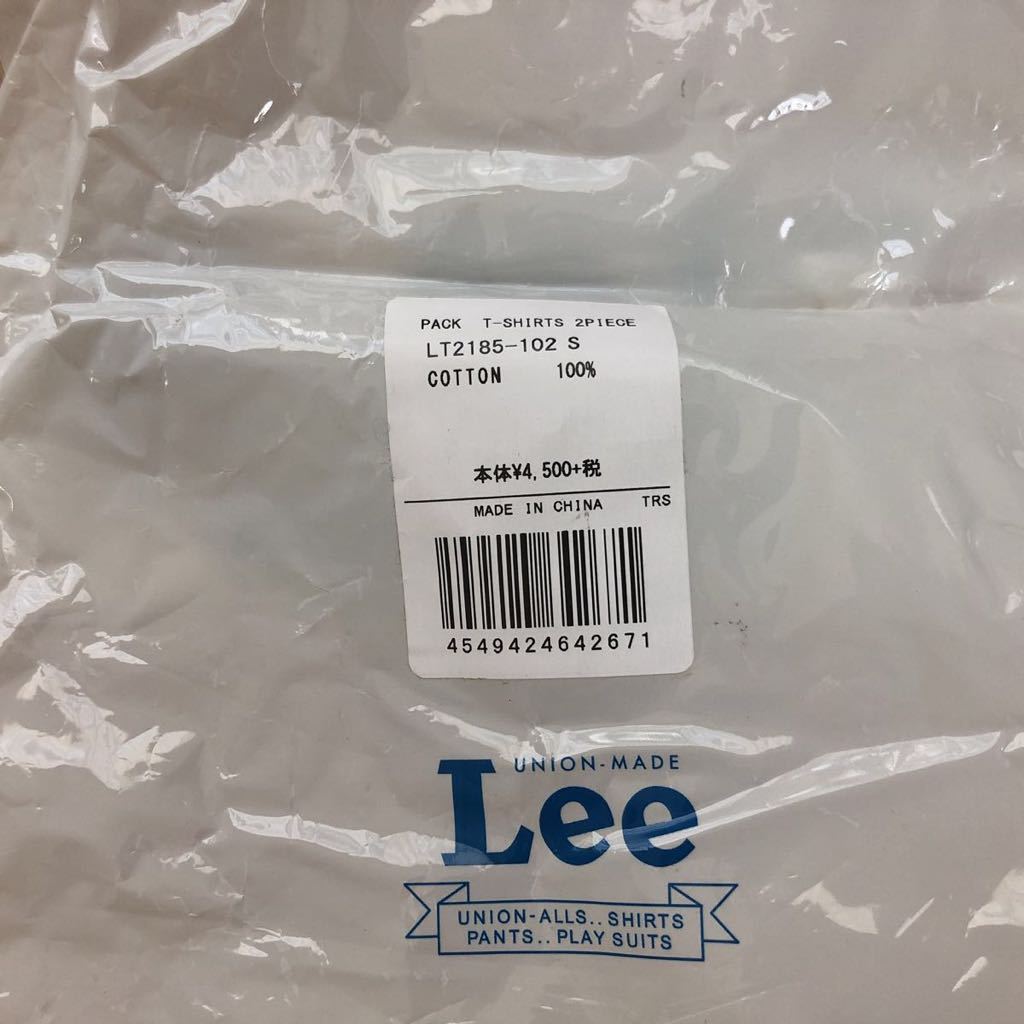 PACK T-SHIRTS 2PIECE
LT2185-102 S
COTTON 100%
本体¥4,500+税
MADE IN CHINA TRS
4549424642671
UNION-MADE
Lee
UNION-ALLS..SHIRTS
PANTS..PLAY SUITS